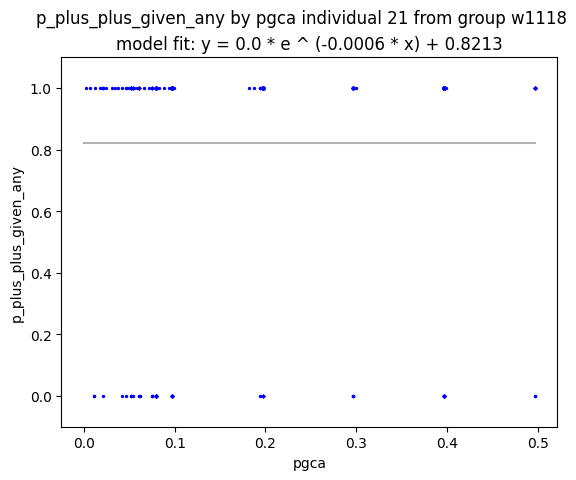 p_plus_plus_given_any by pgca individual 21 from group w1118
model fit: y = 0.0 * e ^ (-0.0006 * x) + 0.8213
1.0
0.8
0.6
0.4
0.2
0.0
p_plus_plus_given_any
0.0 0.1 0.2 0.3 0.4 0.5
pgca